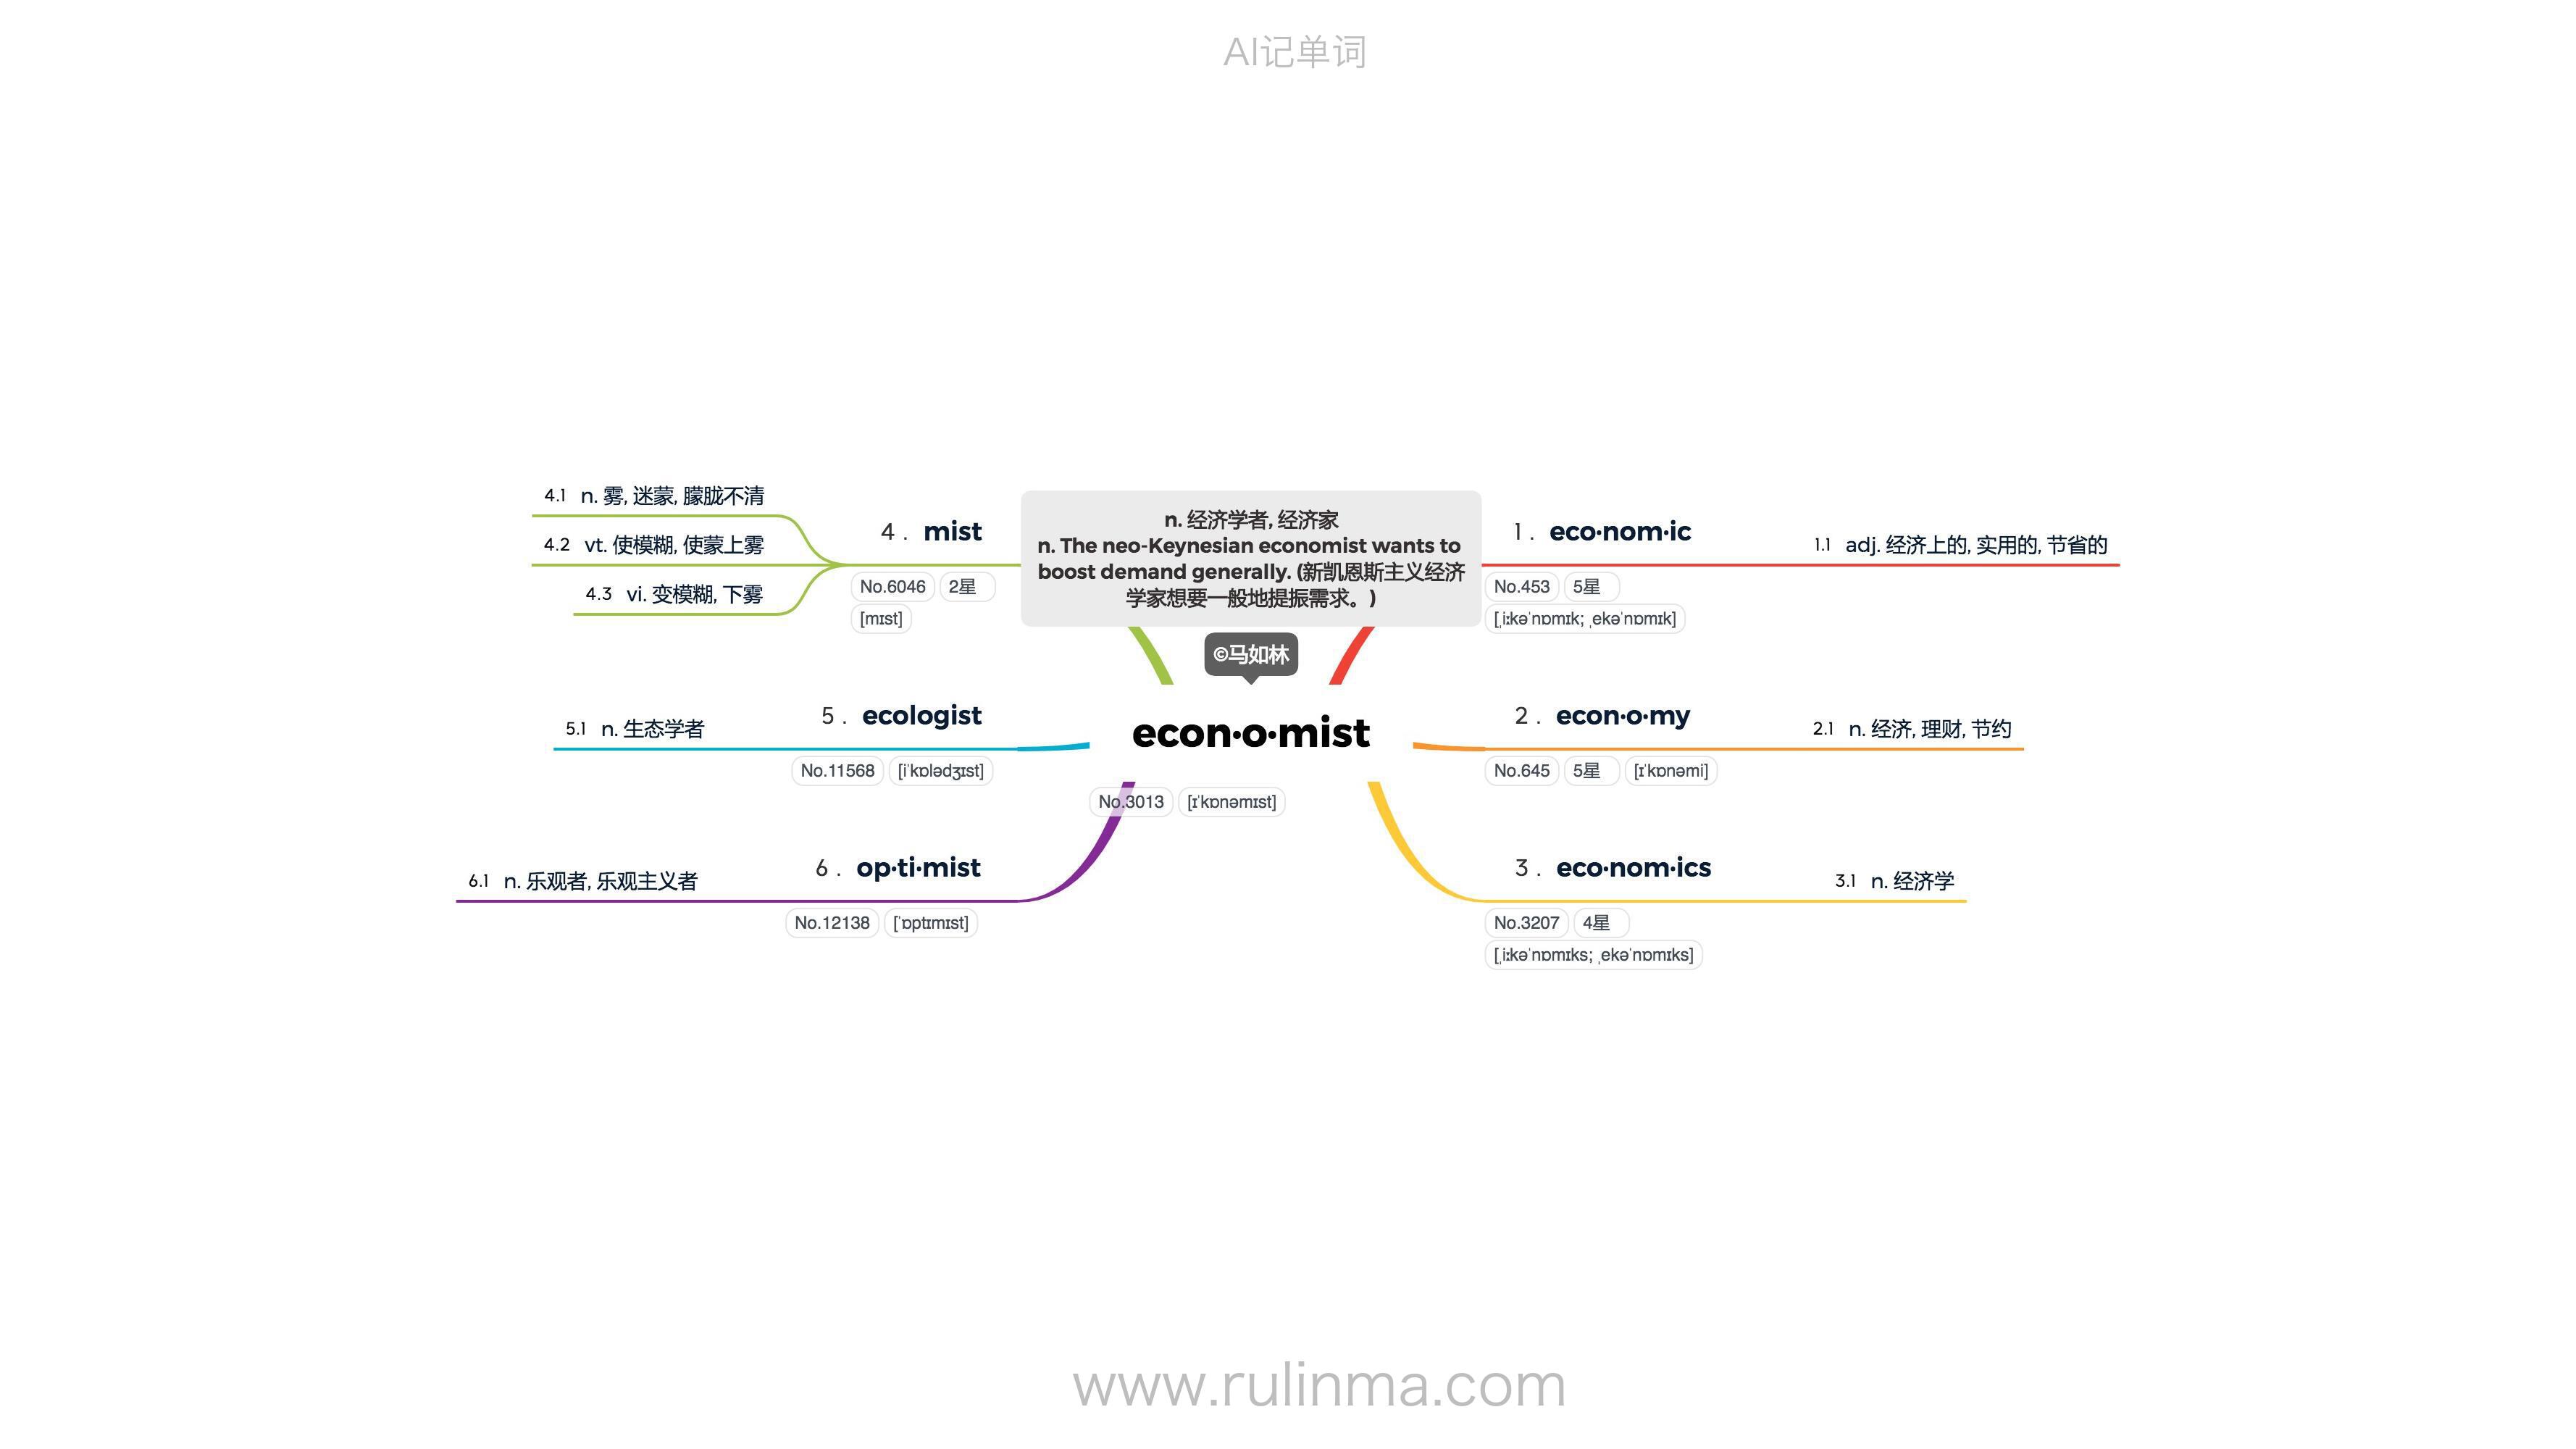 AI记单词
n. 经济学者, 经济家
n. The neo-Keynesian economist wants to
boost demand generally. (新凯恩斯主义经济
学家想要一般地提振需求。)
©马如林
econ·o·mist
No.3013 [ɪˈkɒnəmɪst]
1. eco·nom·ic
No.453 5星
[ˌiːkəˈnɒmɪk; ˌekəˈnɒmɪk]
1.1 adj. 经济上的, 实用的, 节省的
2. econ·o·my
No.645 5星 [ɪˈkɒnəmi]
2.1 n. 经济, 理财, 节约
3. eco·nom·ics
No.3207 4星
[ˌiːkəˈnɒmɪks; ˌekəˈnɒmɪks]
3.1 n. 经济学
4. mist
No.6046 2星
[mɪst]
4.1 n. 雾, 迷蒙, 朦胧不清
4.2 vt. 使模糊, 使蒙上雾
4.3 vi. 变模糊, 下雾
5. ecologist
No.11568 [iˈkɒlədʒɪst]
5.1 n. 生态学者
6. op·ti·mist
No.12138 [ˈɒptɪmɪst]
6.1 n. 乐观者, 乐观主义者
www.rulinma.com